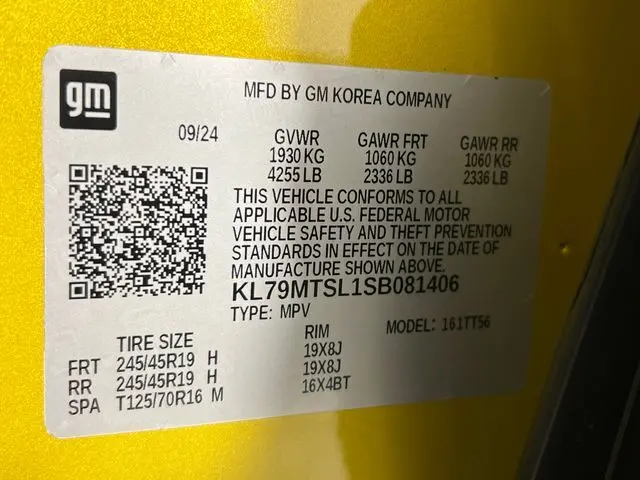 gm
MFD BY GM KOREA COMPANY
09/24
GVWR GAWR FRT GAWR RR
1930 KG 1060 KG 1060 KG
4255 LB 2336 LB 2336 LB
THIS VEHICLE CONFORMS TO ALL
APPLICABLE U.S. FEDERAL MOTOR
VEHICLE SAFETY AND THEFT PREVENTION
STANDARDS IN EFFECT ON THE DATE OF
MANUFACTURE SHOWN ABOVE.
KL79MTSL1SB081406
TYPE: MPV MODEL: 161TT56
TIRE SIZE RIM
FRT 245/45R19 H 19X8J
RR 245/45R19 H 19X8J
SPA T125/70R16 M 16X4BT